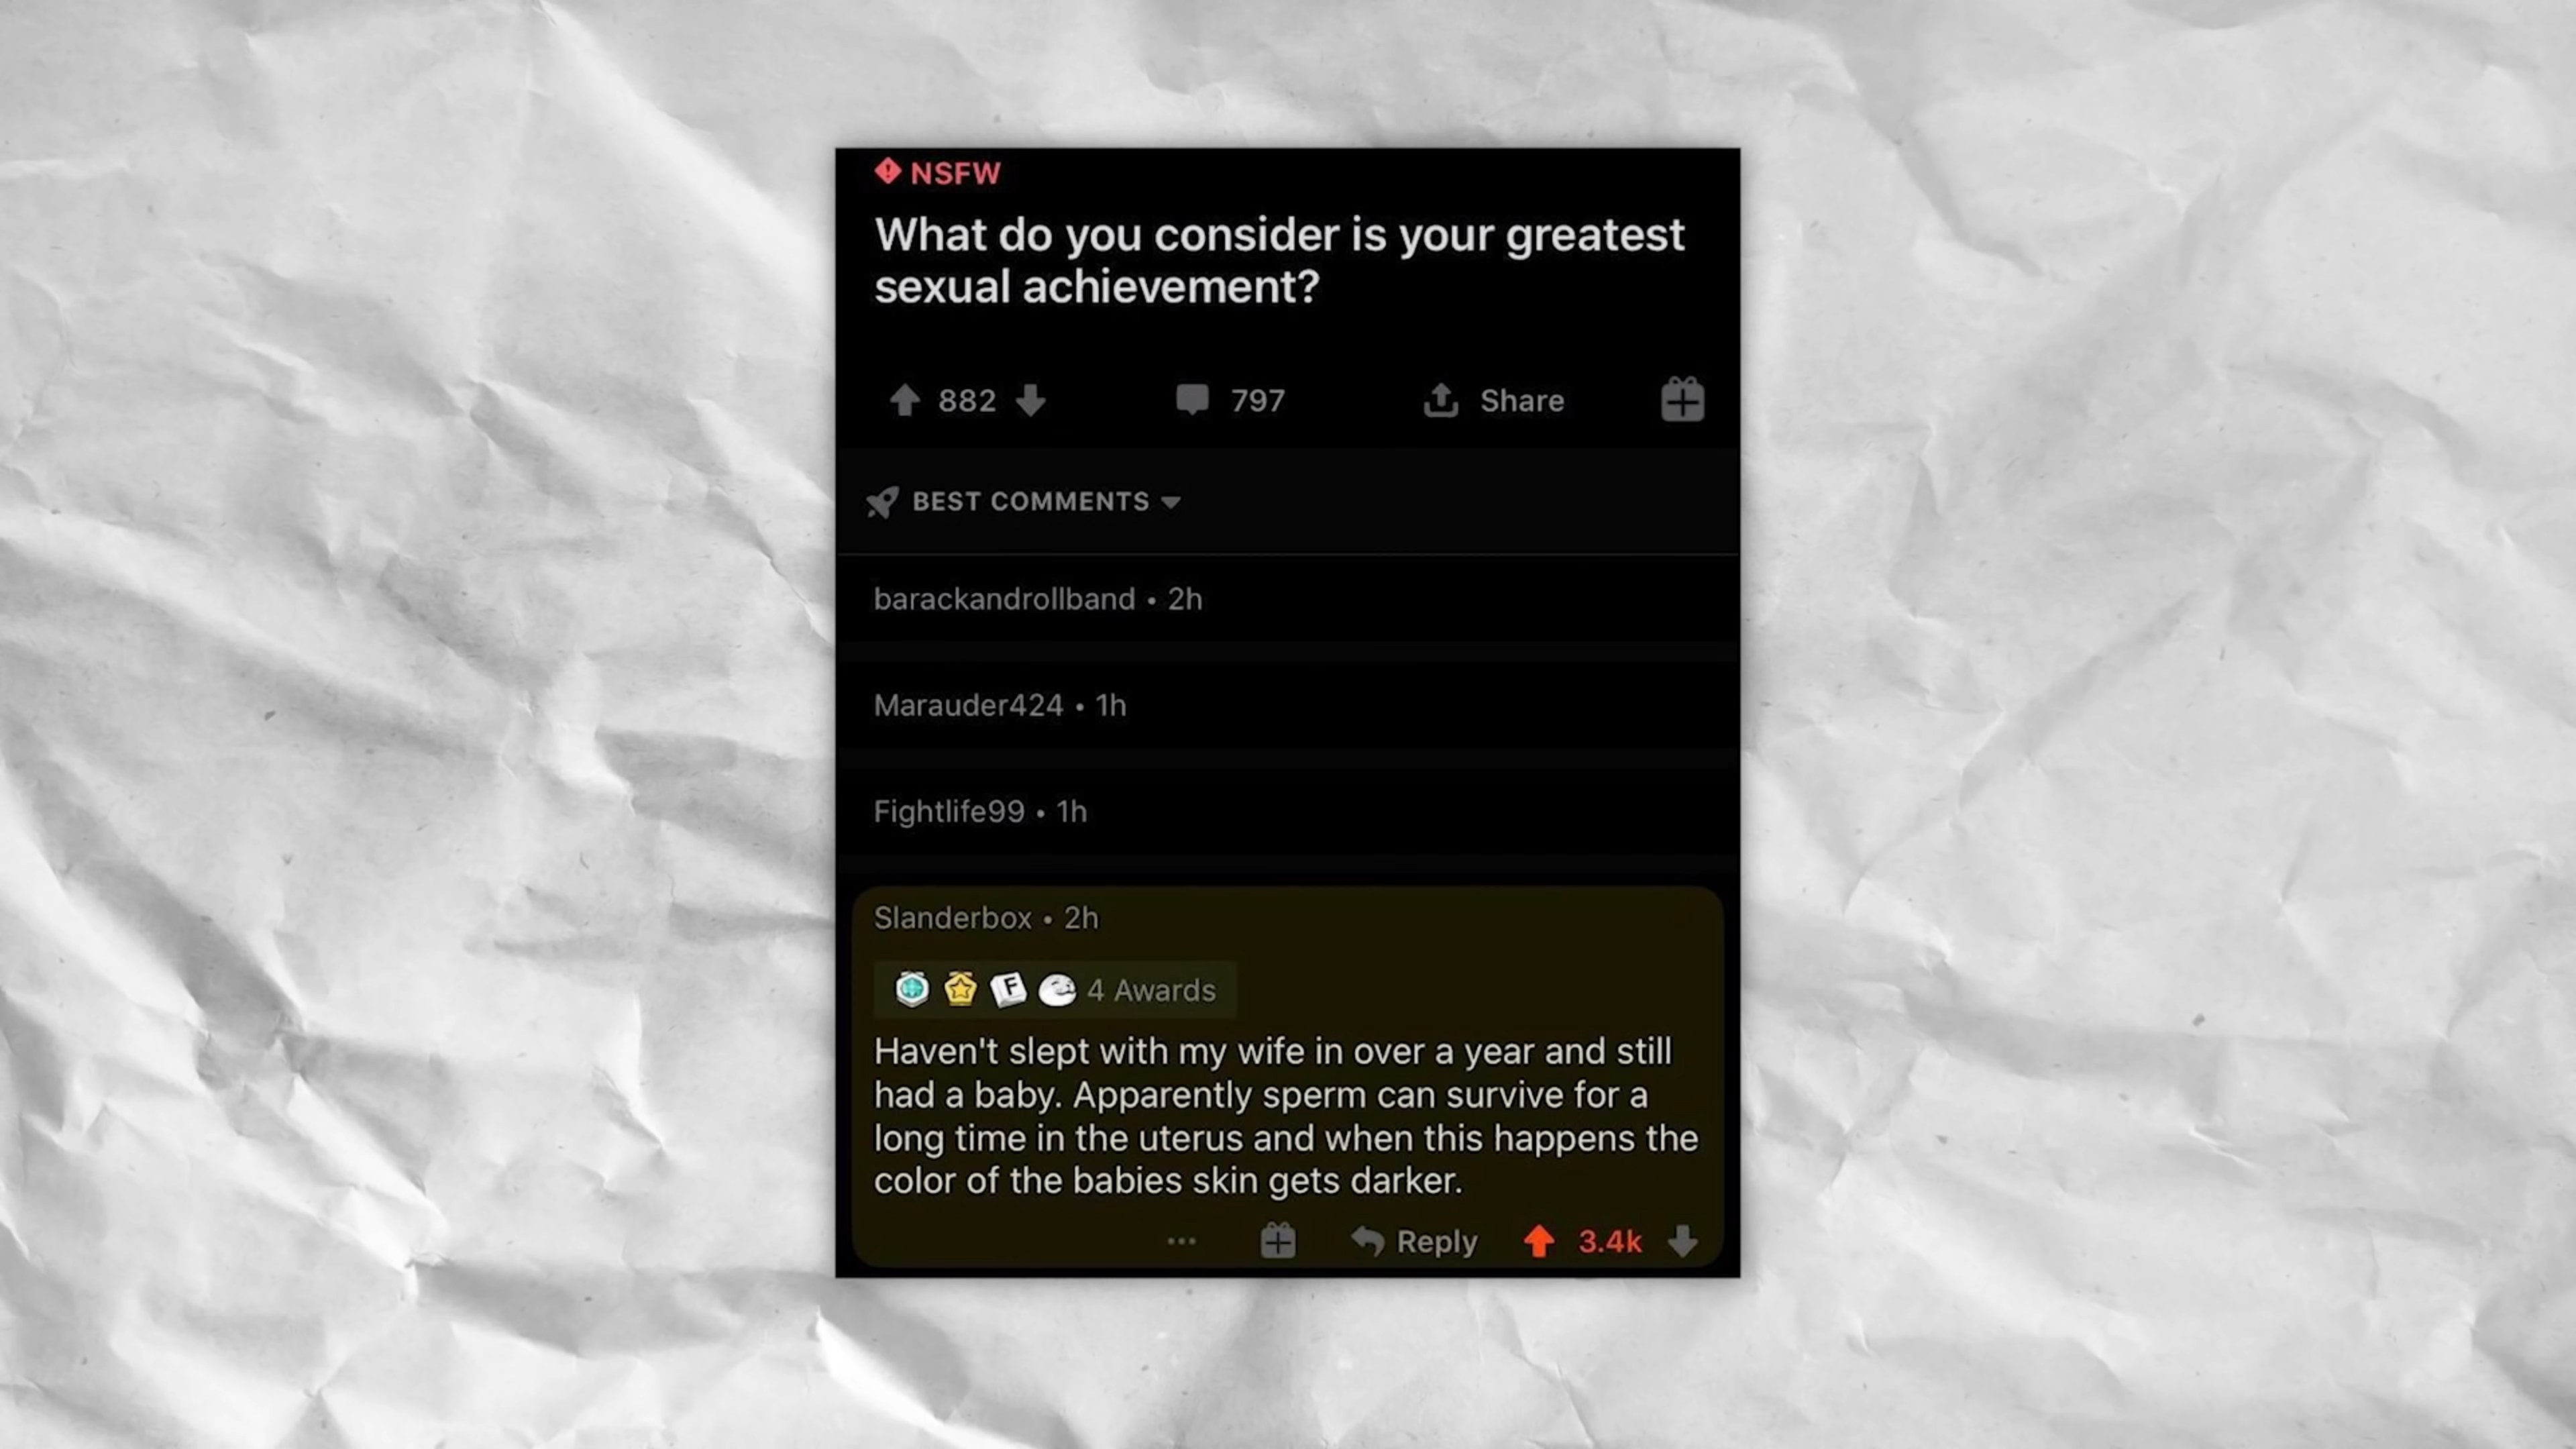 NSFW
What do you consider is your greatest
sexual achievement?
882
797
Share
BEST COMMENTS
barackandrollband • 2h
Marauder424 • 1h
Fightlife99 • 1h
Slanderbox • 2h
F
4 Awards
Haven't slept with my wife in over a year and still
had a baby. Apparently sperm can survive for a
long time in the uterus and when this happens the
color of the babies skin gets darker.
... Reply 3.4k